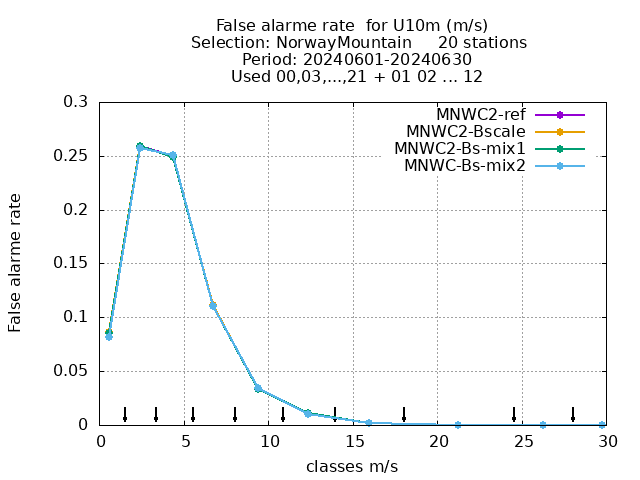 False alarme rate  for U10m (m/s)
Selection: NorwayMountain     20 stations
Period: 20240601-20240630
Used 00,03,...,21 + 01 02 ... 12
MNWC2-ref
MNWC2-Bscale
MNWC2-Bs-mix1
MNWC-Bs-mix2
False alarme rate
0.3
0.25
0.2
0.15
0.1
0.05
0
0 5 10 15 20 25 30
classes m/s